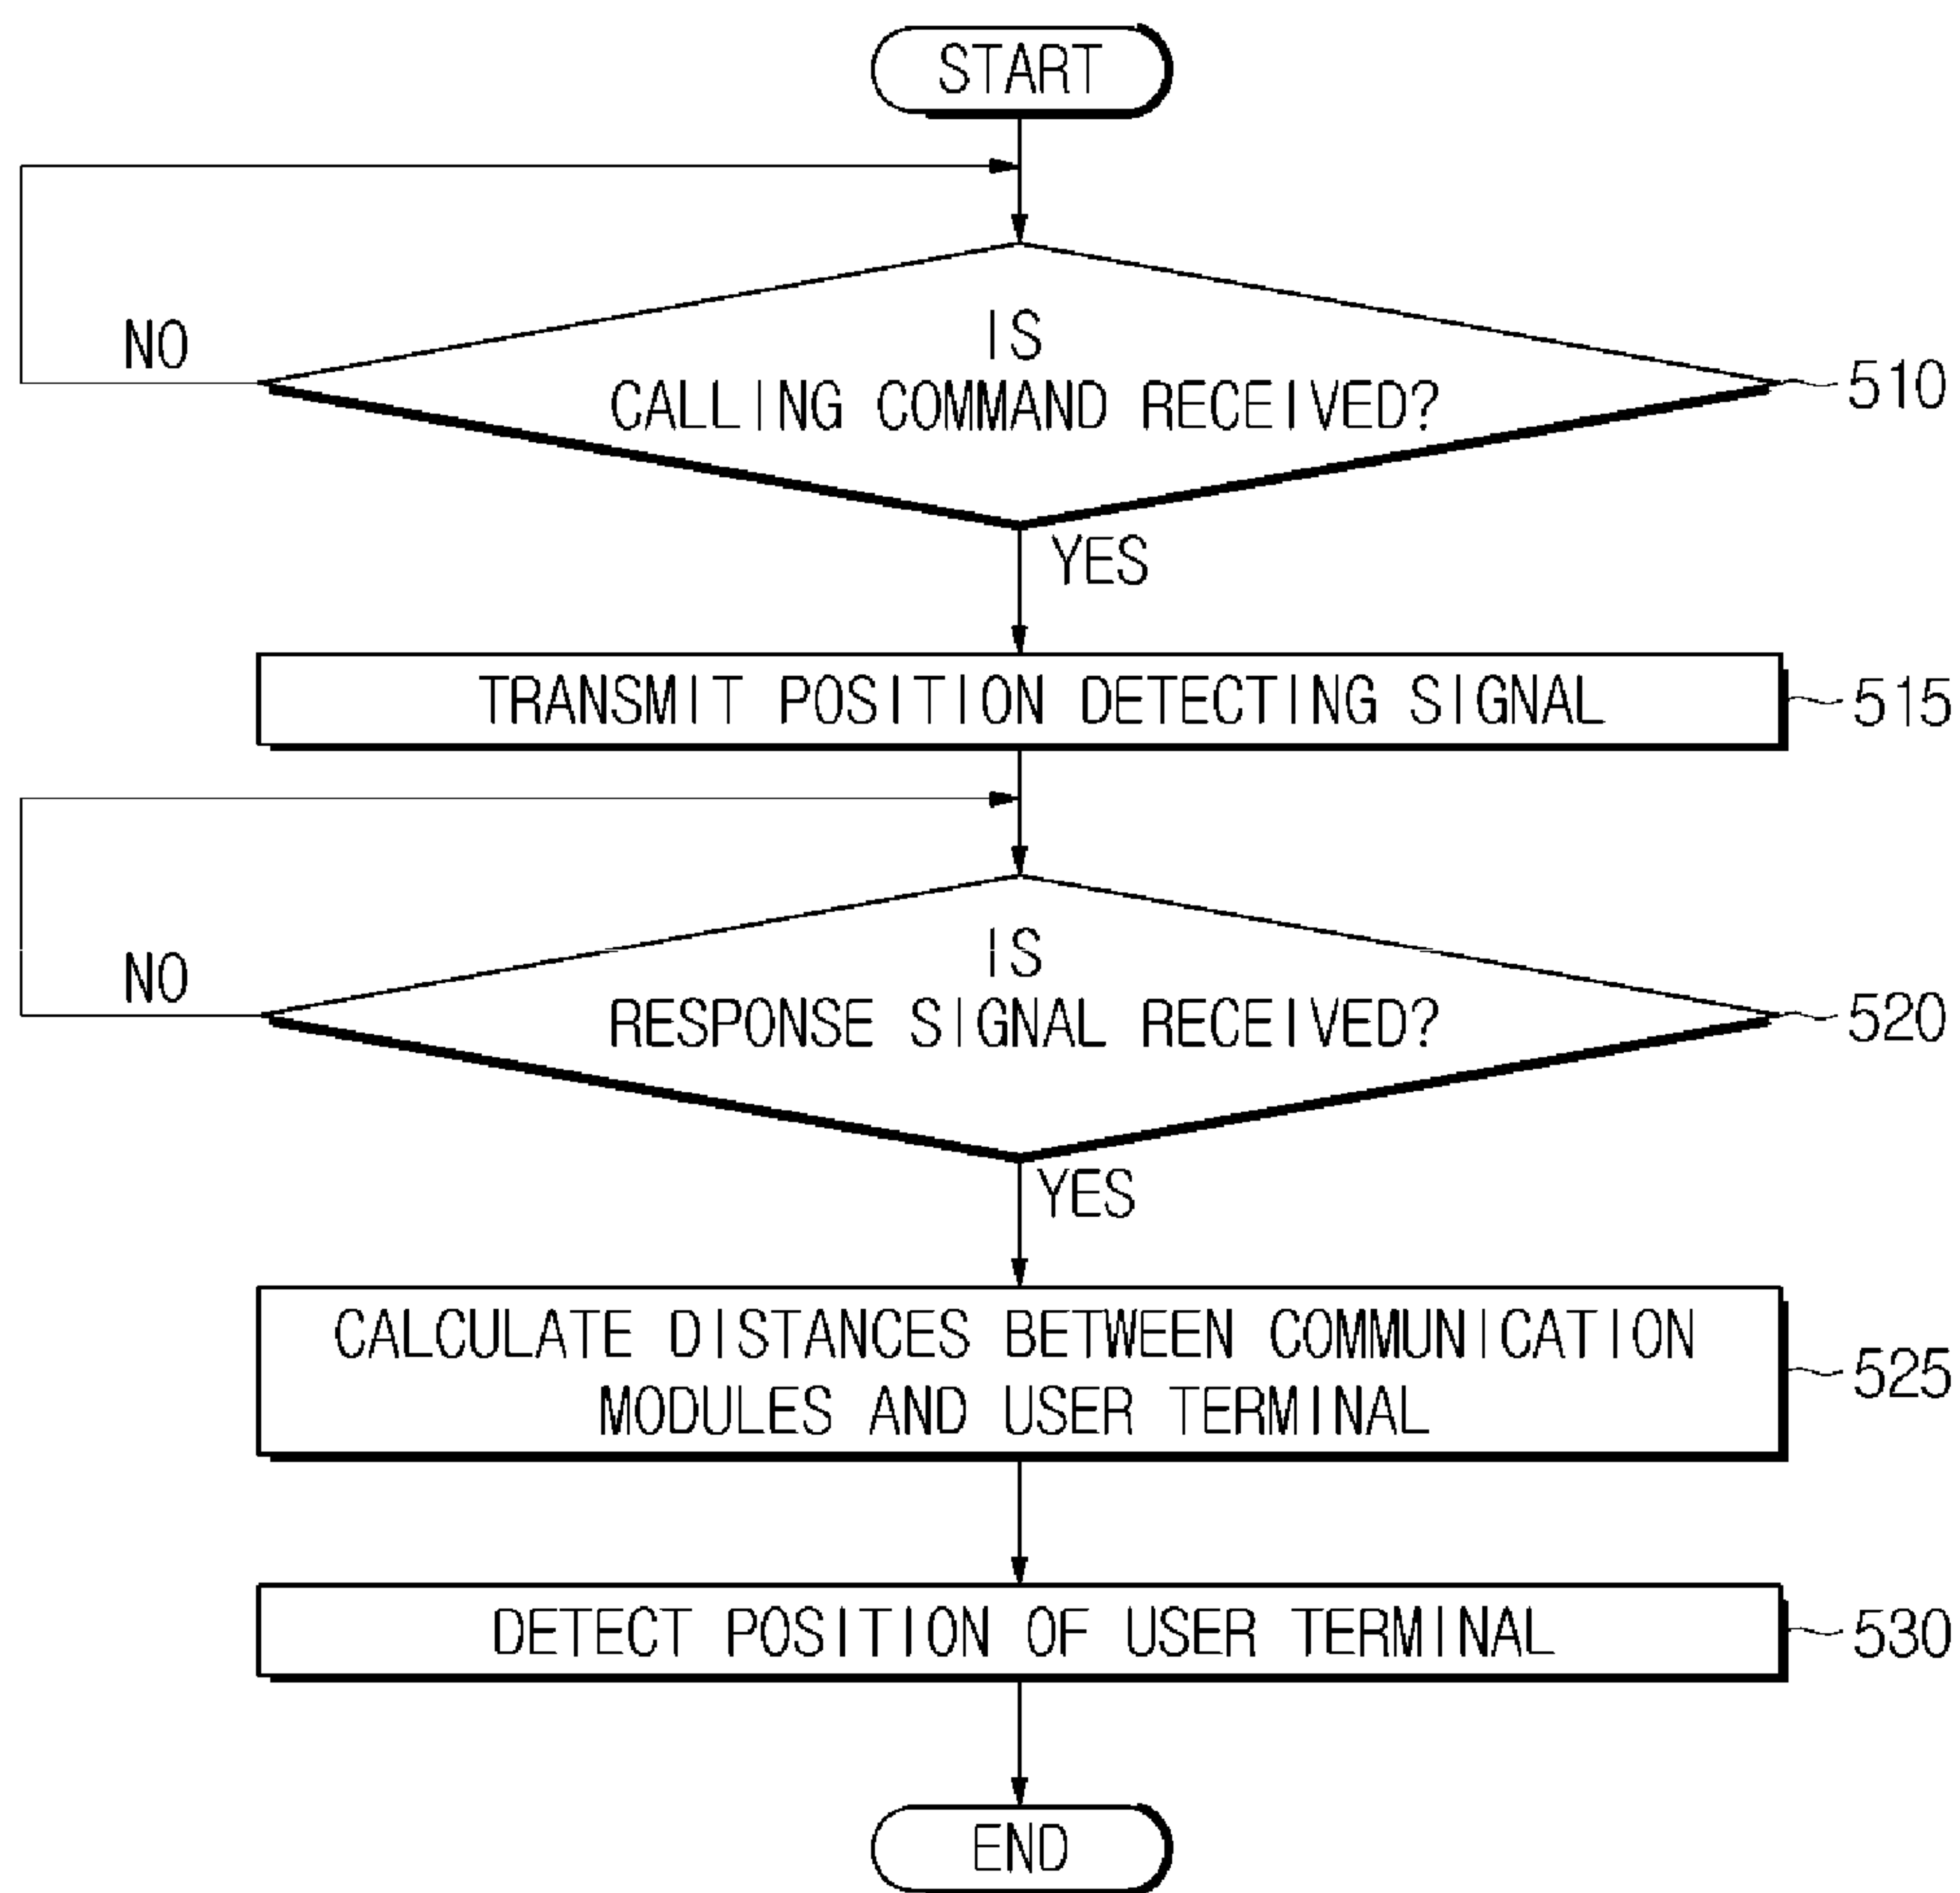 START
IS
CALLING COMMAND RECEIVED?
NO
510
YES
TRANSMIT POSITION DETECTING SIGNAL
515
IS
RESPONSE SIGNAL RECEIVED?
NO
520
YES
CALCULATE DISTANCES BETWEEN COMMUNICATION
MODULES AND USER TERMINAL
525
DETECT POSITION OF USER TERMINAL
530
END